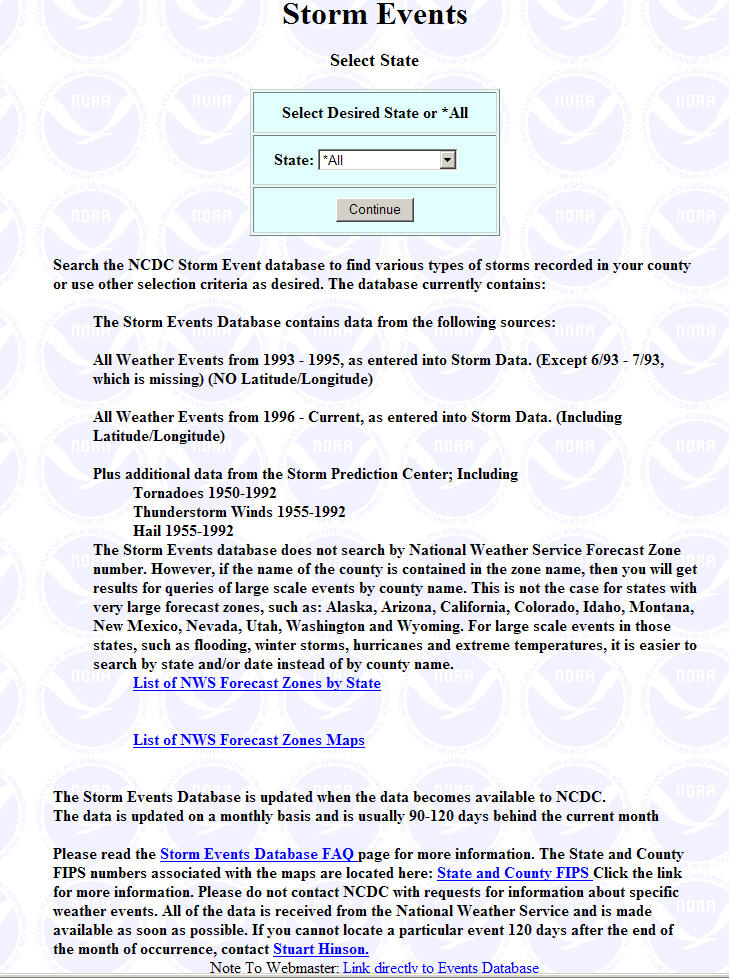 Storm Events
Select State
Select Desired State or *All
State: *All
Continue
Search the NCDC Storm Event database to find various types of storms recorded in your county
or use other selection criteria as desired. The database currently contains:
The Storm Events Database contains data from the following sources:
All Weather Events from 1993 - 1995, as entered into Storm Data. (Except 6/93 - 7/93,
which is missing) (NO Latitude/Longitude)
All Weather Events from 1996 - Current, as entered into Storm Data. (Including
Latitude/Longitude)
Plus additional data from the Storm Prediction Center; Including
Tornadoes 1950-1992
Thunderstorm Winds 1955-1992
Hail 1955-1992
The Storm Events database does not search by National Weather Service Forecast Zone
number. However, if the name of the county is contained in the zone name, then you will get
results for queries of large scale events by county name. This is not the case for states with
very large forecast zones, such as: Alaska, Arizona, California, Colorado, Idaho, Montana,
New Mexico, Nevada, Utah, Washington and Wyoming. For large scale events in those
states, such as flooding, winter storms, hurricanes and extreme temperatures, it is easier to
search by state and/or date instead of by county name.
List of NWS Forecast Zones by State
List of NWS Forecast Zones Maps
The Storm Events Database is updated when the data becomes available to NCDC.
The data is updated on a monthly basis and is usually 90-120 days behind the current month
Please read the Storm Events Database FAQ page for more information. The State and County
FIPS numbers associated with the maps are located here: State and County FIPS Click the link
for more information. Please do not contact NCDC with requests for information about specific
weather events. All of the data is received from the National Weather Service and is made
available as soon as possible. If you cannot locate a particular event 120 days after the end of
the month of occurrence, contact Stuart Hinson.
Note To Webmaster: Link directly to Events Database